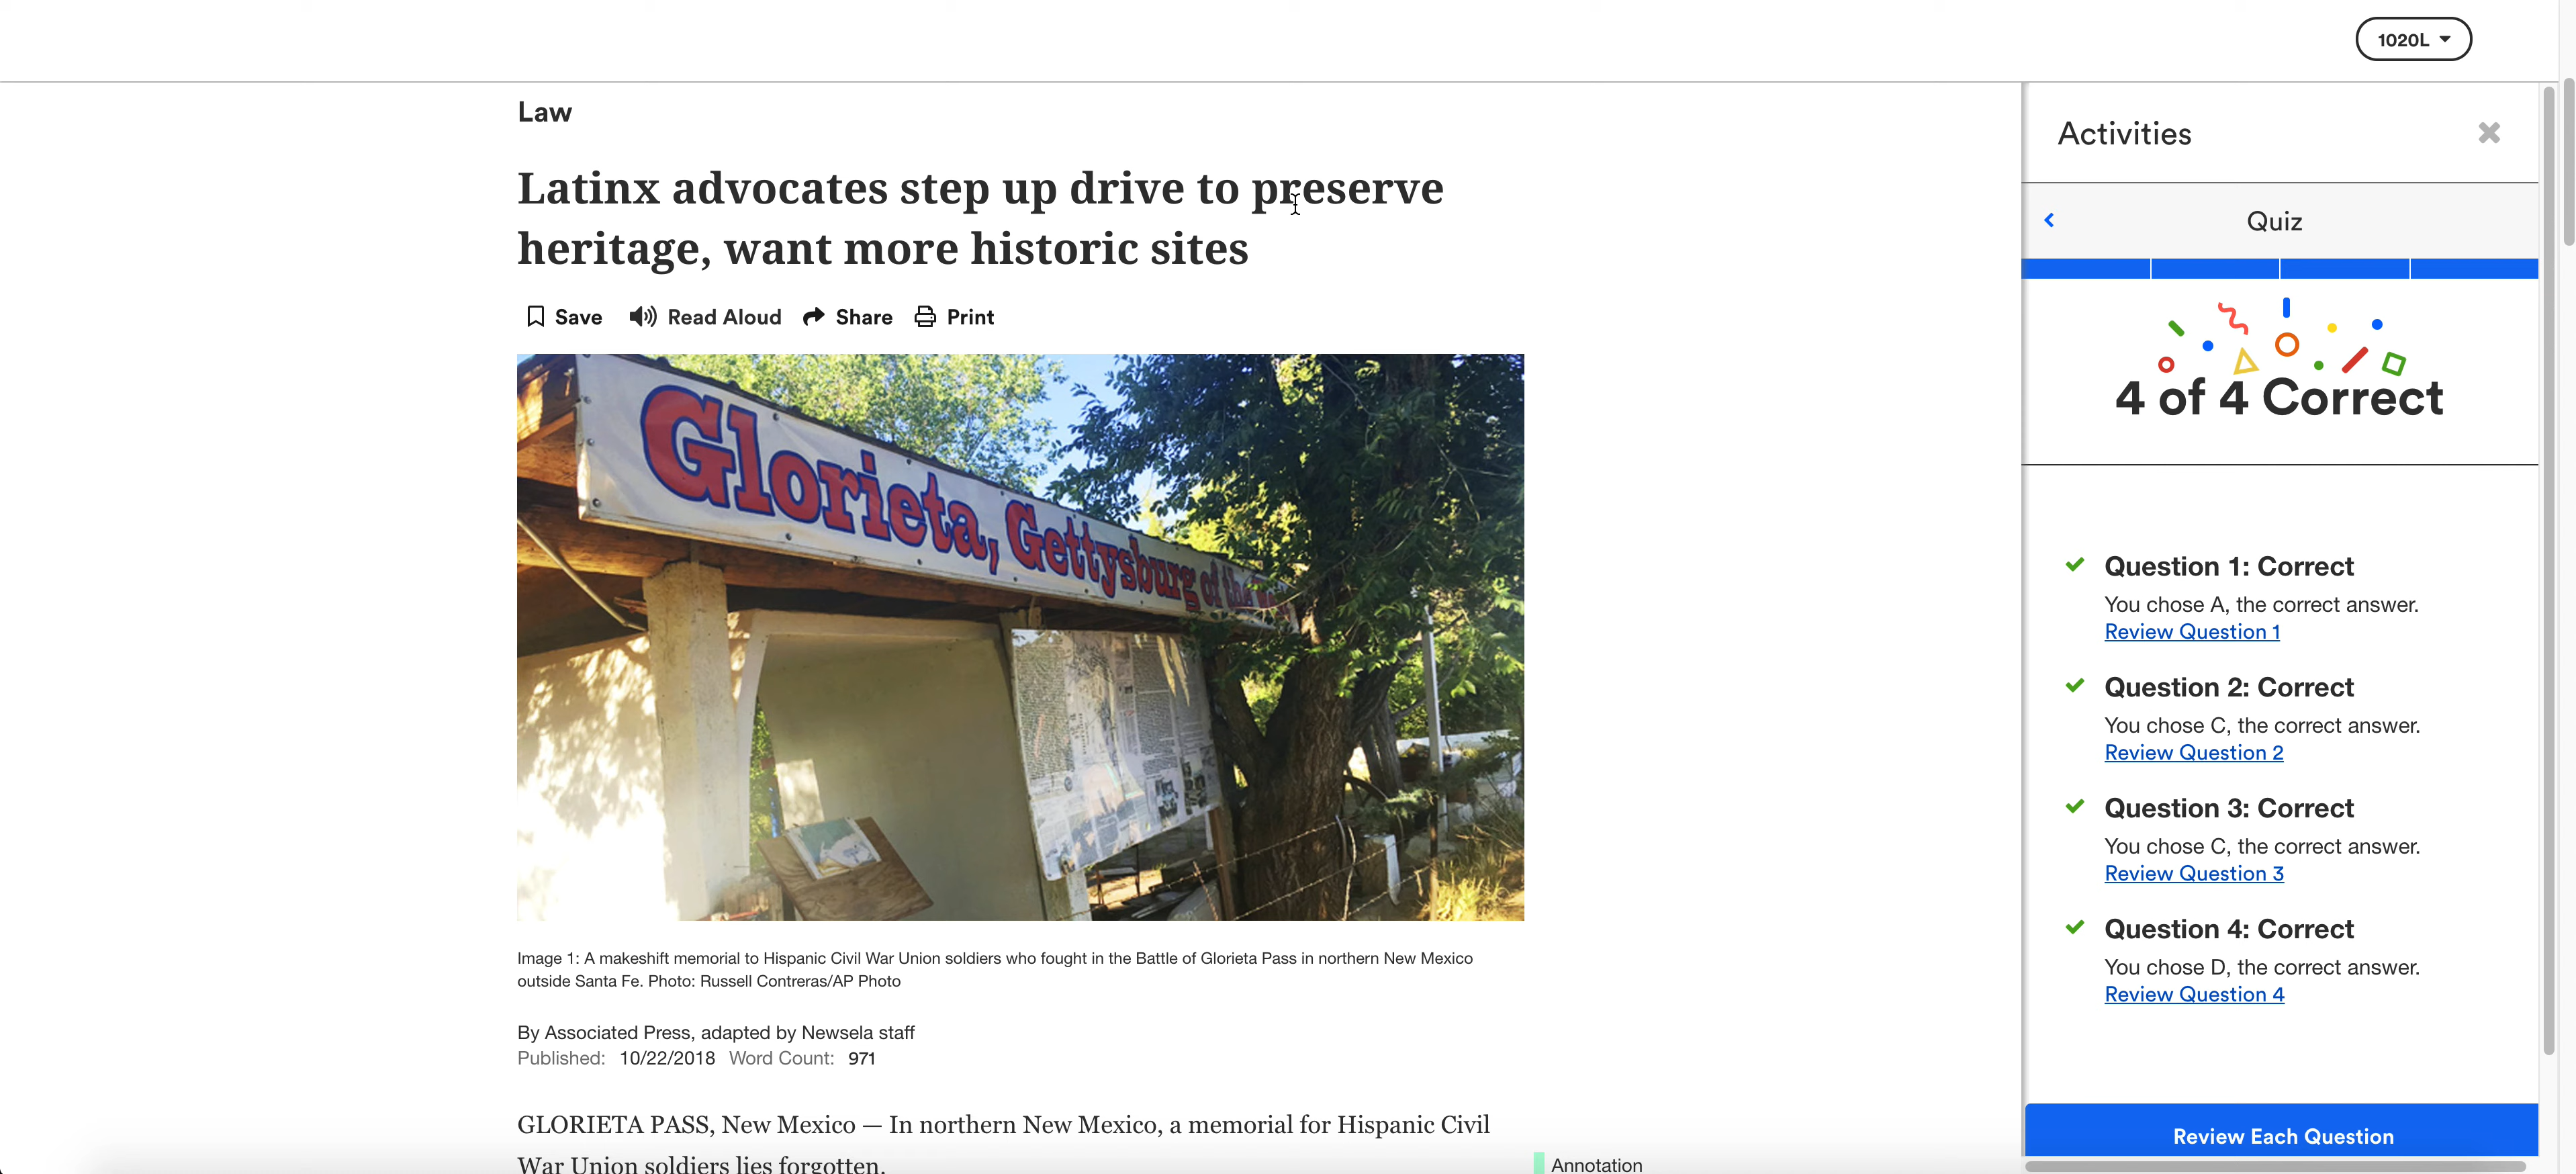 1020L
Law
Latinx advocates step up drive to preserve
heritage, want more historic sites
Save Read Aloud Share Print
Glorieta, Gettysburg of the
Image 1: A makeshift memorial to Hispanic Civil War Union soldiers who fought in the Battle of Glorieta Pass in northern New Mexico
outside Santa Fe. Photo: Russell Contreras/AP Photo
By Associated Press, adapted by Newsela staff
Published: 10/22/2018 Word Count: 971
GLORIETA PASS, New Mexico — In northern New Mexico, a memorial for Hispanic Civil
War Union soldiers lies forgotten.
Annotation
Activities
Quiz
4 of 4 Correct
Question 1: Correct
You chose A, the correct answer.
Review Question 1
Question 2: Correct
You chose C, the correct answer.
Review Question 2
Question 3: Correct
You chose C, the correct answer.
Review Question 3
Question 4: Correct
You chose D, the correct answer.
Review Question 4
Review Each Question